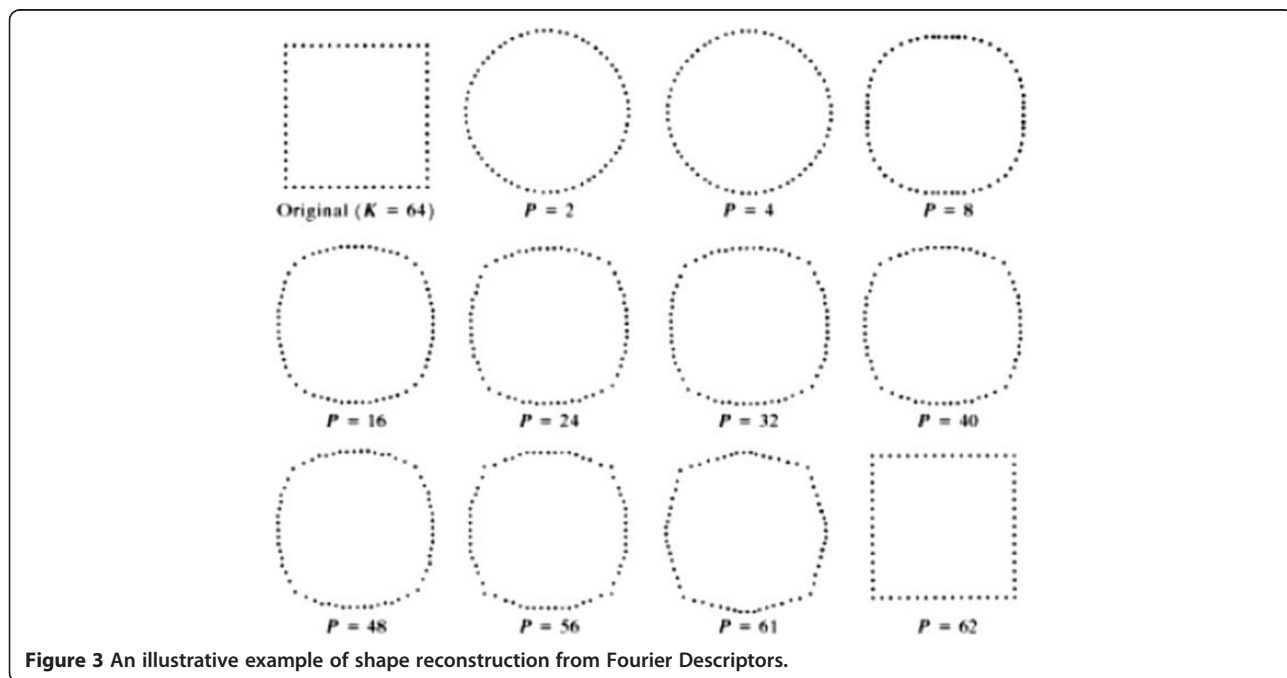 Original (K = 64)
P = 2
P = 4
P = 8
P = 16
P = 24
P = 32
P = 40
P = 48
P = 56
P = 61
P = 62
Figure 3 An illustrative example of shape reconstruction from Fourier Descriptors.